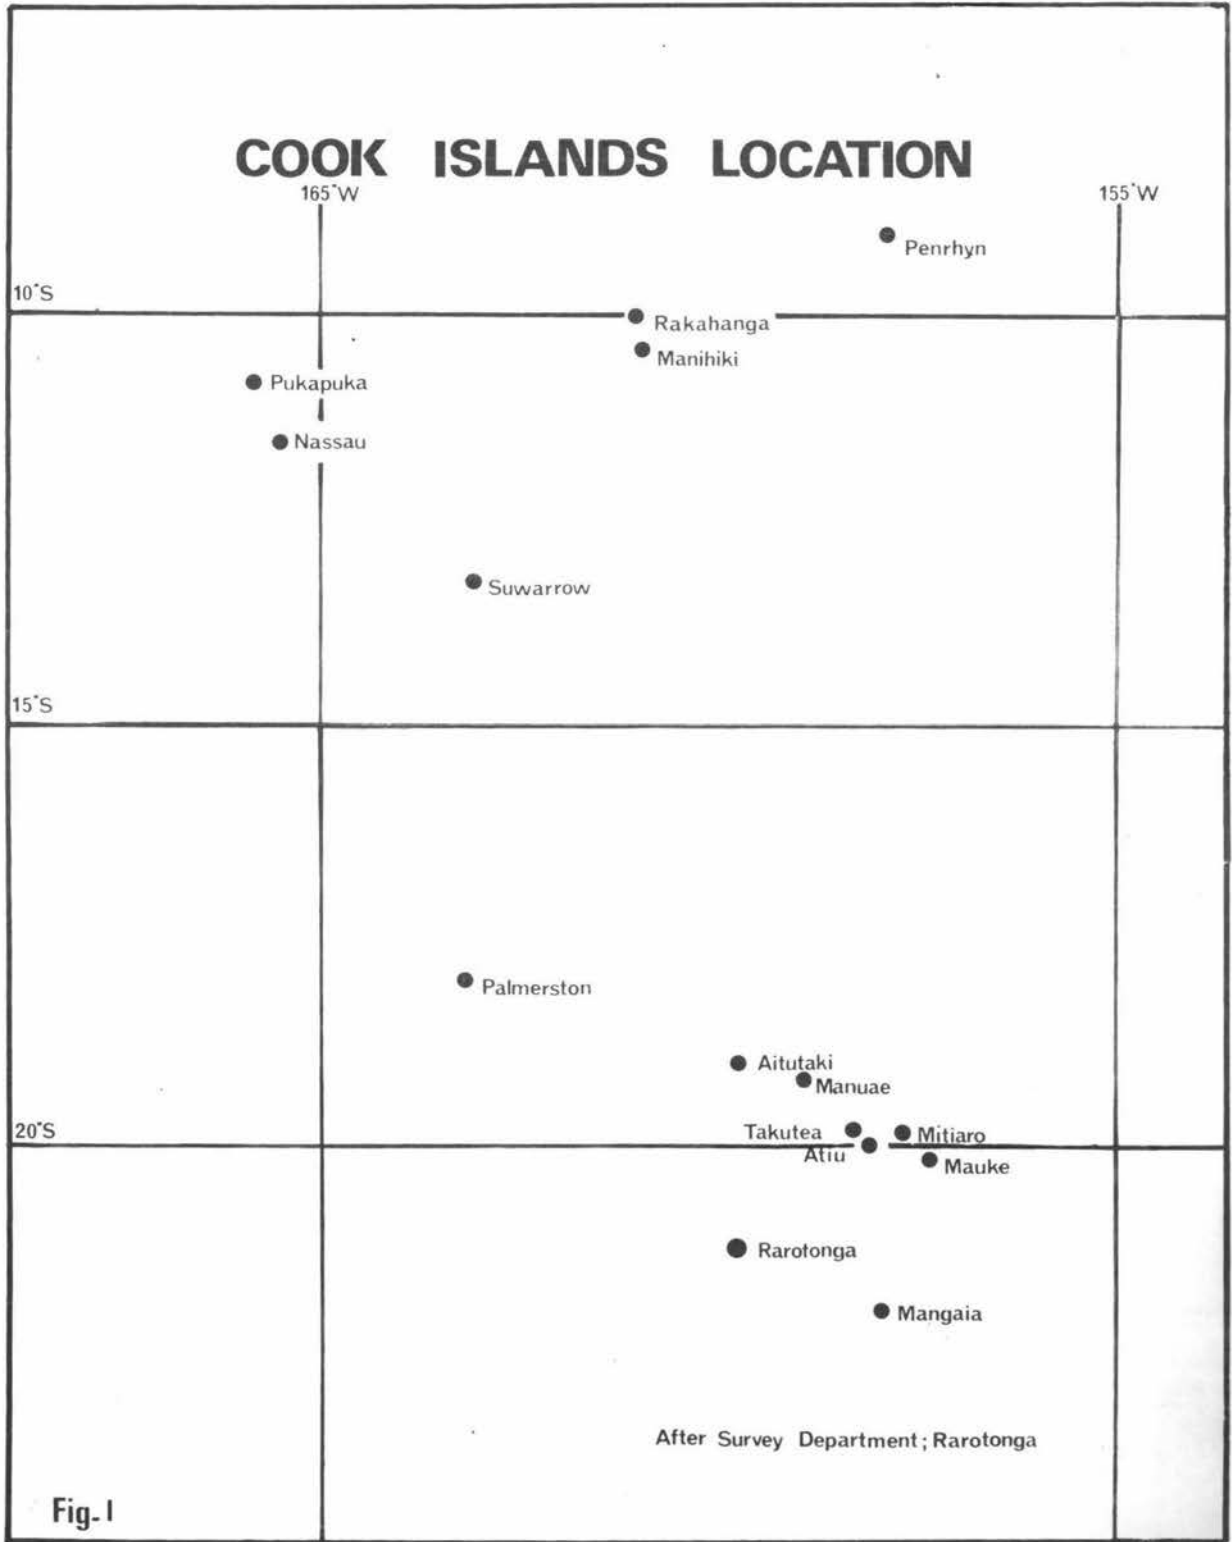 COOK ISLANDS LOCATION
165°W
155°W
Penrhyn
10°S
Rakahanga
Manihiki
Pukapuka
Nassau
Suwarrow
15°S
Palmerston
Aitutaki
Manuae
Takutea
Mitiaro
20°S
Atiu
Mauke
Rarotonga
Mangaia
After Survey Department; Rarotonga
Fig. 1